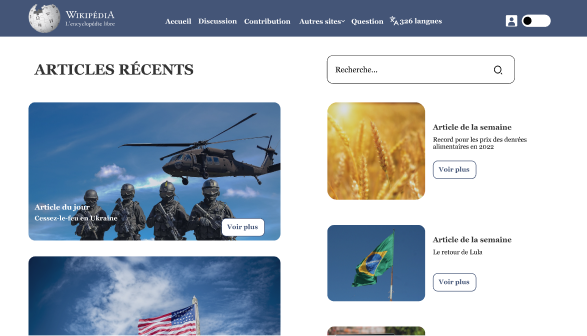 WIKIPÉDIA
L'encyclopédie libre
Accueil Discussion Contribution Autres sites Question 326 langues
ARTICLES RÉCENTS
Recherche...
Article de la semaine
Record pour les prix des denrées
alimentaires en 2022
Voir plus
Article du jour
Cessez-le-feu en Ukraine
Voir plus
Article de la semaine
Le retour de Lula
Voir plus